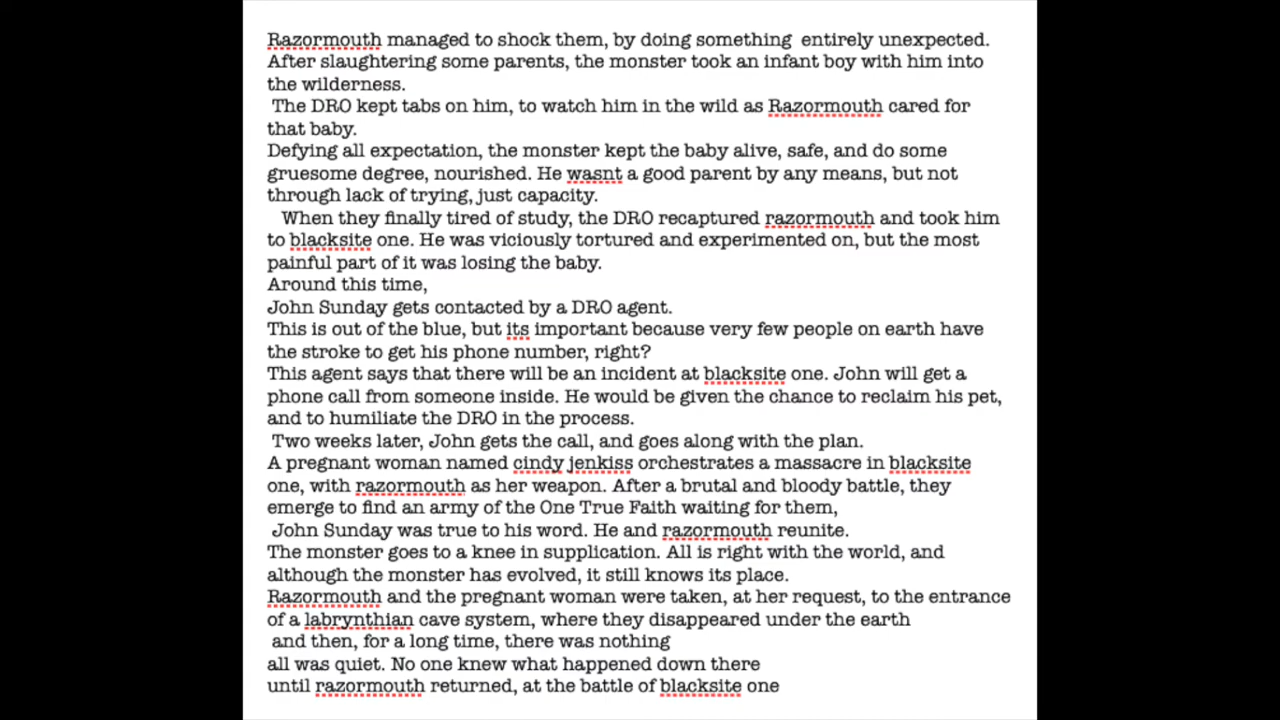 Razormouth managed to shock them, by doing something  entirely unexpected.
After slaughtering some parents, the monster took an infant boy with him into
the wilderness.
The DRO kept tabs on him, to watch him in the wild as Razormouth cared for
that baby.
Defying all expectation, the monster kept the baby alive, safe, and do some
gruesome degree, nourished. He wasnt a good parent by any means, but not
through lack of trying, just capacity.
When they finally tired of study, the DRO recaptured razormouth and took him
to blacksite one. He was viciously tortured and experimented on, but the most
painful part of it was losing the baby.
Around this time,
John Sunday gets contacted by a DRO agent.
This is out of the blue, but its important because very few people on earth have
the stroke to get his phone number, right?
This agent says that there will be an incident at blacksite one. John will get a
phone call from someone inside. He would be given the chance to reclaim his pet,
and to humiliate the DRO in the process.
Two weeks later, John gets the call, and goes along with the plan.
A pregnant woman named cindy jenkiss orchestrates a massacre in blacksite
one, with razormouth as her weapon. After a brutal and bloody battle, they
emerge to find an army of the One True Faith waiting for them,
John Sunday was true to his word. He and razormouth reunite.
The monster goes to a knee in supplication. All is right with the world, and
although the monster has evolved, it still knows its place.
Razormouth and the pregnant woman were taken, at her request, to the entrance
of a labrynthian cave system, where they disappeared under the earth
and then, for a long time, there was nothing
all was quiet. No one knew what happened down there
until razormouth returned, at the battle of blacksite one